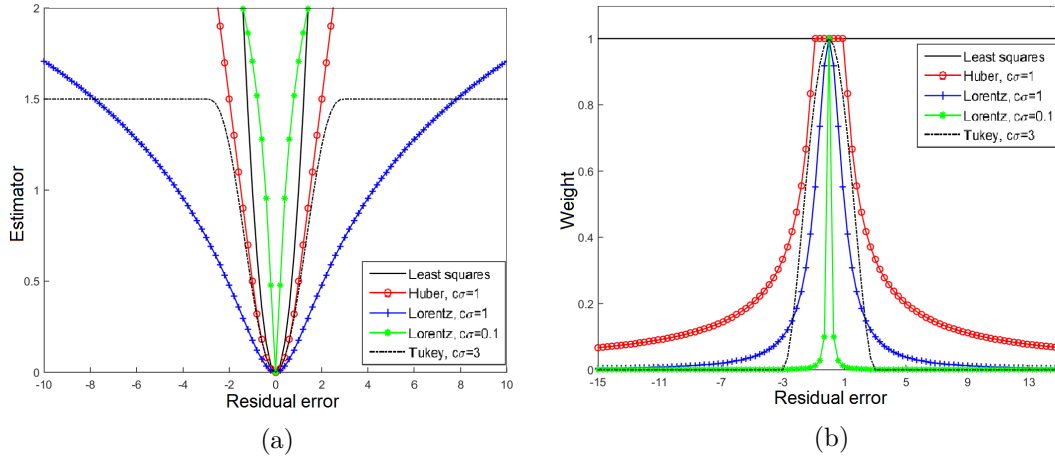 2
1.5
1
0.5
0
Estimator
-10
-8
-6
-4
-2
0
2
4
6
8
10
Residual error
Least squares
Huber, cσ=1
Lorentz, cσ=1
Lorentz, cσ=0.1
Tukey, cσ=3
(a)
1
0.8
0.6
0.4
0.2
0
Weight
-15
-11
-7
-3
1
5
9
13
Residual error
Least squares
Huber, cσ=1
Lorentz, cσ=1
Lorentz, cσ=0.1
Tukey, cσ=3
(b)